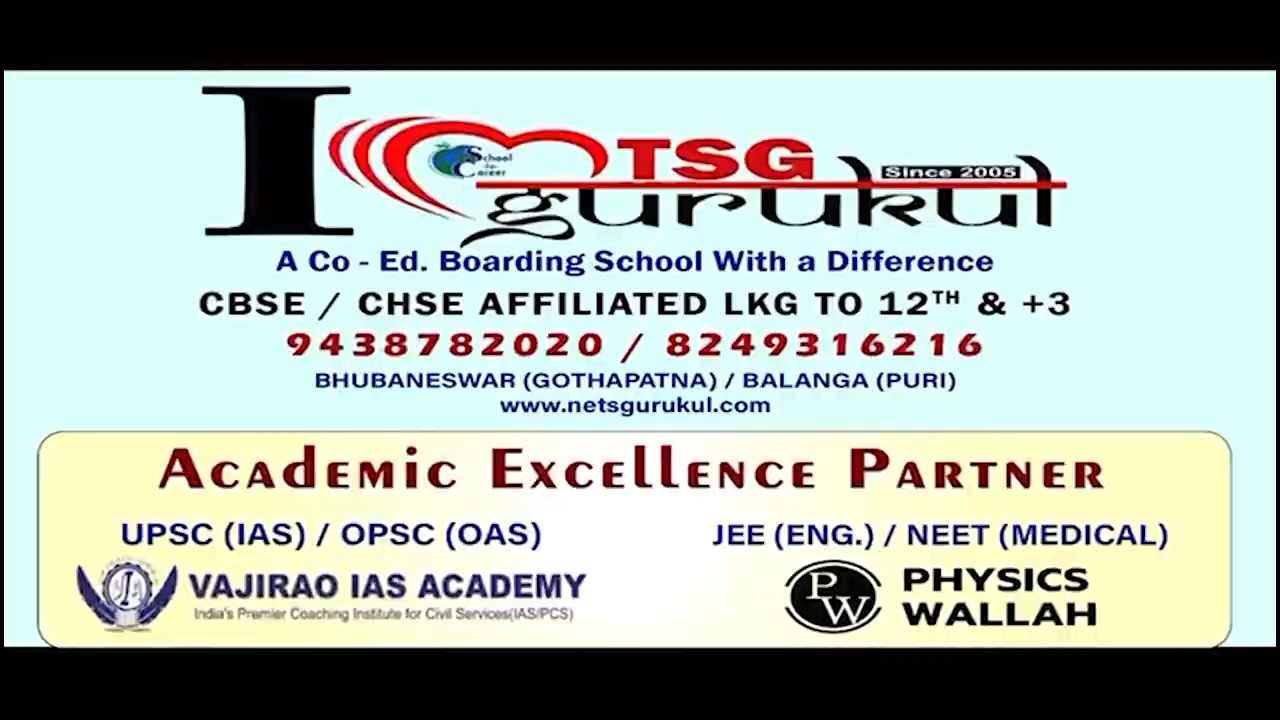 I TSG
School for Career
gurukul Since 2005
A Co - Ed. Boarding School With a Difference
CBSE / CHSE AFFILIATED LKG TO 12TH & +3
9438782020 / 8249316216
BHUBANESWAR (GOTHAPATNA) / BALANGA (PURI)
www.netsgurukul.com
Academic Excellence Partner
UPSC (IAS) / OPSC (OAS)
VAJIRAO IAS ACADEMY
India's Premier Coaching Institute for Civil Services(IAS/PCS)
JEE (ENG.) / NEET (MEDICAL)
PW PHYSICS
WALLAH